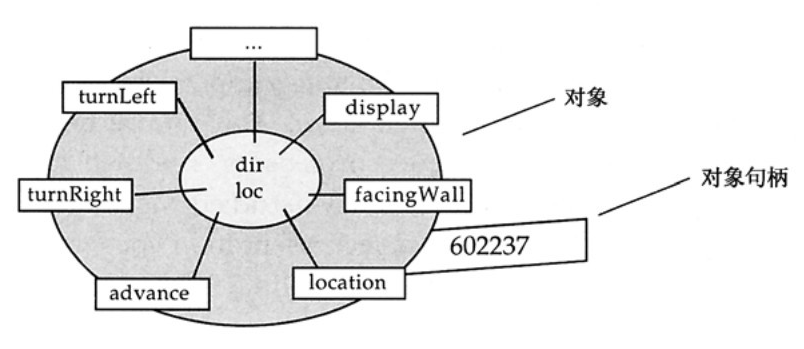 ...
turnLeft
display
对象
dir
loc
turnRight
facingWall
对象句柄
602237
location
advance